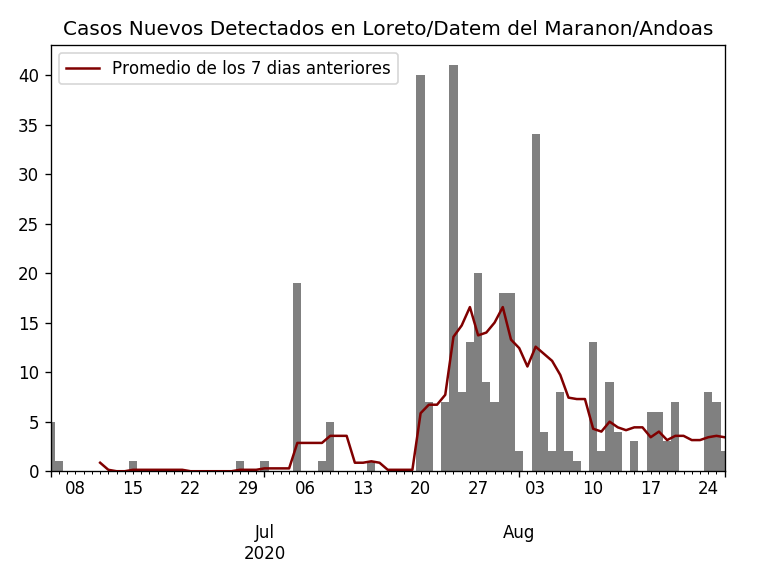 Casos Nuevos Detectados en Loreto/Datem del Maranon/Andoas
Promedio de los 7 dias anteriores
40
35
30
25
20
15
10
5
0
08 15 22 29 06 13 20 27 03 10 17 24
Jul Aug
2020